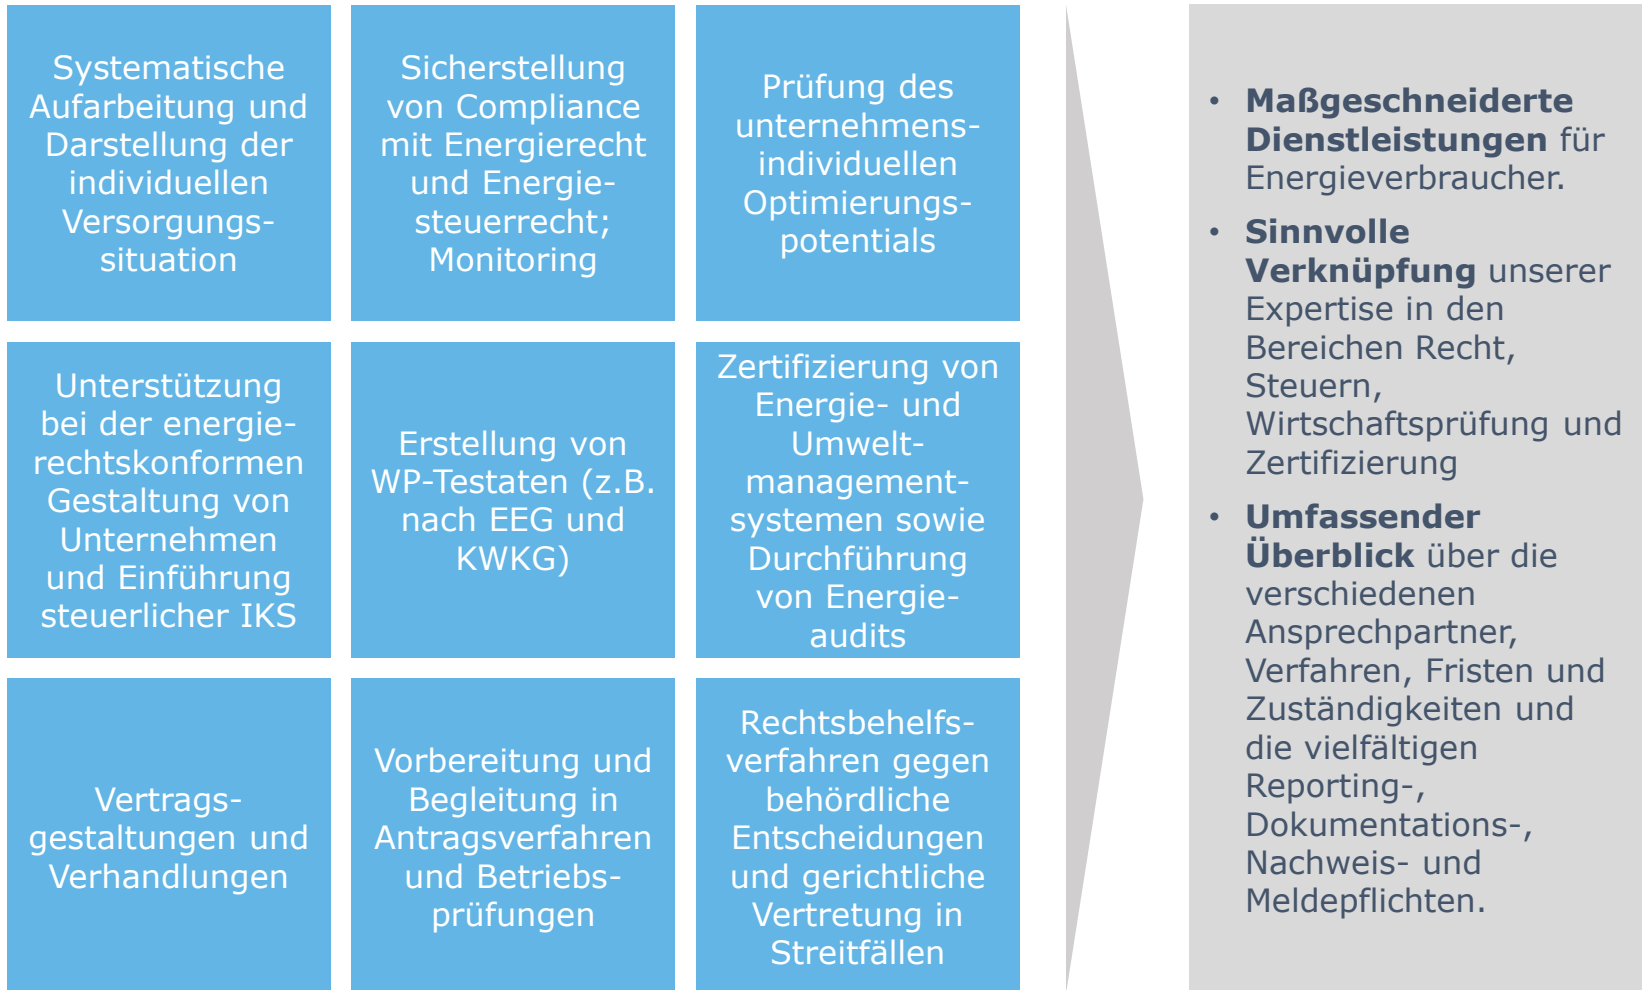 Systematische
Aufarbeitung und
Darstellung der
individuellen
Versorgungs-
situation
Sicherstellung
von Compliance
mit Energierecht
und Energie-
steuerrecht;
Monitoring
Prüfung des
unternehmens-
individuellen
Optimierungs-
potentials
Unterstützung
bei der energie-
rechtskonformen
Gestaltung von
Unternehmen
und Einführung
steuerlicher IKS
Erstellung von
WP-Testaten (z.B.
nach EEG und
KWKG)
Zertifizierung von
Energie- und
Umwelt-
management-
systemen sowie
Durchführung
von Energie-
audits
Vertrags-
gestaltungen und
Verhandlungen
Vorbereitung und
Begleitung in
Antragsverfahren
und Betriebs-
prüfungen
Rechtsbehelfs-
verfahren gegen
behördliche
Entscheidungen
und gerichtliche
Vertretung in
Streitfällen
• Maßgeschneiderte
Dienstleistungen für
Energieverbraucher.
• Sinnvolle
Verknüpfung unserer
Expertise in den
Bereichen Recht,
Steuern,
Wirtschaftsprüfung und
Zertifizierung
• Umfassender
Überblick über die
verschiedenen
Ansprechpartner,
Verfahren, Fristen und
Zuständigkeiten und
die vielfältigen
Reporting-,
Dokumentations-,
Nachweis- und
Meldepflichten.